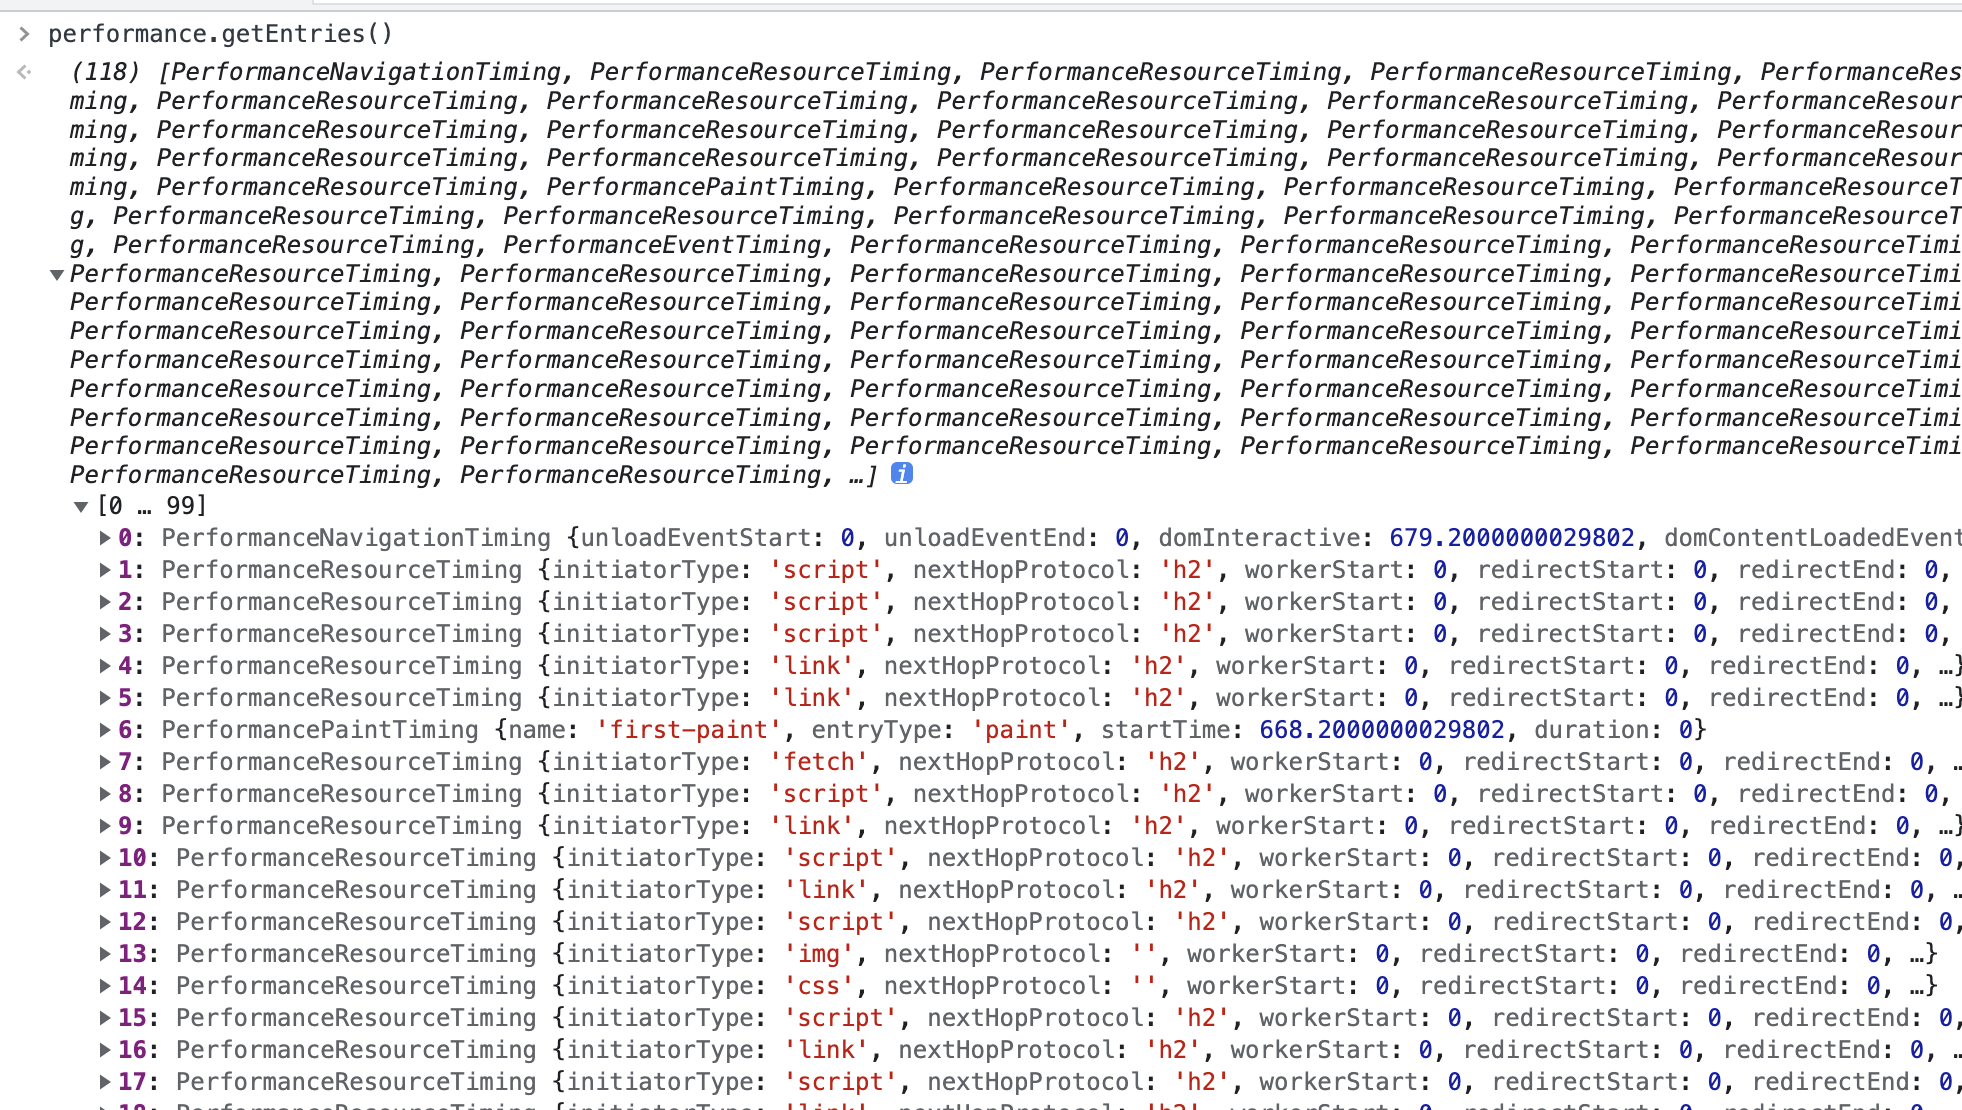 performance.getEntries()
(118) [PerformanceNavigationTiming, PerformanceResourceTiming, PerformanceResourceTiming, PerformanceResourceTiming, PerformanceRes
ming, PerformanceResourceTiming, PerformanceResourceTiming, PerformanceResourceTiming, PerformanceResourceTiming, PerformanceResour
ming, PerformanceResourceTiming, PerformanceResourceTiming, PerformanceResourceTiming, PerformanceResourceTiming, PerformanceResour
ming, PerformanceResourceTiming, PerformanceResourceTiming, PerformanceResourceTiming, PerformanceResourceTiming, PerformanceResour
ming, PerformanceResourceTiming, PerformancePaintTiming, PerformanceResourceTiming, PerformanceResourceTiming, PerformanceResourceT
g, PerformanceResourceTiming, PerformanceResourceTiming, PerformanceResourceTiming, PerformanceResourceTiming, PerformanceResourceT
g, PerformanceResourceTiming, PerformanceEventTiming, PerformanceResourceTiming, PerformanceResourceTiming, PerformanceResourceTimi
PerformanceResourceTiming, PerformanceResourceTiming, PerformanceResourceTiming, PerformanceResourceTiming, PerformanceResourceTimi
PerformanceResourceTiming, PerformanceResourceTiming, PerformanceResourceTiming, PerformanceResourceTiming, PerformanceResourceTimi
PerformanceResourceTiming, PerformanceResourceTiming, PerformanceResourceTiming, PerformanceResourceTiming, PerformanceResourceTimi
PerformanceResourceTiming, PerformanceResourceTiming, PerformanceResourceTiming, PerformanceResourceTiming, PerformanceResourceTimi
PerformanceResourceTiming, PerformanceResourceTiming, PerformanceResourceTiming, PerformanceResourceTiming, PerformanceResourceTimi
PerformanceResourceTiming, PerformanceResourceTiming, PerformanceResourceTiming, PerformanceResourceTiming, PerformanceResourceTimi
PerformanceResourceTiming, PerformanceResourceTiming, PerformanceResourceTiming, PerformanceResourceTiming, PerformanceResourceTimi
PerformanceResourceTiming, PerformanceResourceTiming, …] i
[0 … 99]
0: PerformanceNavigationTiming {unloadEventStart: 0, unloadEventEnd: 0, domInteractive: 679.2000000029802, domContentLoadedEvent
1: PerformanceResourceTiming {initiatorType: 'script', nextHopProtocol: 'h2', workerStart: 0, redirectStart: 0, redirectEnd: 0,
2: PerformanceResourceTiming {initiatorType: 'script', nextHopProtocol: 'h2', workerStart: 0, redirectStart: 0, redirectEnd: 0,
3: PerformanceResourceTiming {initiatorType: 'script', nextHopProtocol: 'h2', workerStart: 0, redirectStart: 0, redirectEnd: 0,
4: PerformanceResourceTiming {initiatorType: 'link', nextHopProtocol: 'h2', workerStart: 0, redirectStart: 0, redirectEnd: 0, …}
5: PerformanceResourceTiming {initiatorType: 'link', nextHopProtocol: 'h2', workerStart: 0, redirectStart: 0, redirectEnd: 0, …}
6: PerformancePaintTiming {name: 'first-paint', entryType: 'paint', startTime: 668.2000000029802, duration: 0}
7: PerformanceResourceTiming {initiatorType: 'fetch', nextHopProtocol: 'h2', workerStart: 0, redirectStart: 0, redirectEnd: 0, …
8: PerformanceResourceTiming {initiatorType: 'script', nextHopProtocol: 'h2', workerStart: 0, redirectStart: 0, redirectEnd: 0,
9: PerformanceResourceTiming {initiatorType: 'link', nextHopProtocol: 'h2', workerStart: 0, redirectStart: 0, redirectEnd: 0, …}
10: PerformanceResourceTiming {initiatorType: 'script', nextHopProtocol: 'h2', workerStart: 0, redirectStart: 0, redirectEnd: 0,
11: PerformanceResourceTiming {initiatorType: 'link', nextHopProtocol: 'h2', workerStart: 0, redirectStart: 0, redirectEnd: 0, …
12: PerformanceResourceTiming {initiatorType: 'script', nextHopProtocol: 'h2', workerStart: 0, redirectStart: 0, redirectEnd: 0,
13: PerformanceResourceTiming {initiatorType: 'img', nextHopProtocol: '', workerStart: 0, redirectStart: 0, redirectEnd: 0, …}
14: PerformanceResourceTiming {initiatorType: 'css', nextHopProtocol: '', workerStart: 0, redirectStart: 0, redirectEnd: 0, …}
15: PerformanceResourceTiming {initiatorType: 'script', nextHopProtocol: 'h2', workerStart: 0, redirectStart: 0, redirectEnd: 0,
16: PerformanceResourceTiming {initiatorType: 'link', nextHopProtocol: 'h2', workerStart: 0, redirectStart: 0, redirectEnd: 0, …
17: PerformanceResourceTiming {initiatorType: 'script', nextHopProtocol: 'h2', workerStart: 0, redirectStart: 0, redirectEnd: 0,